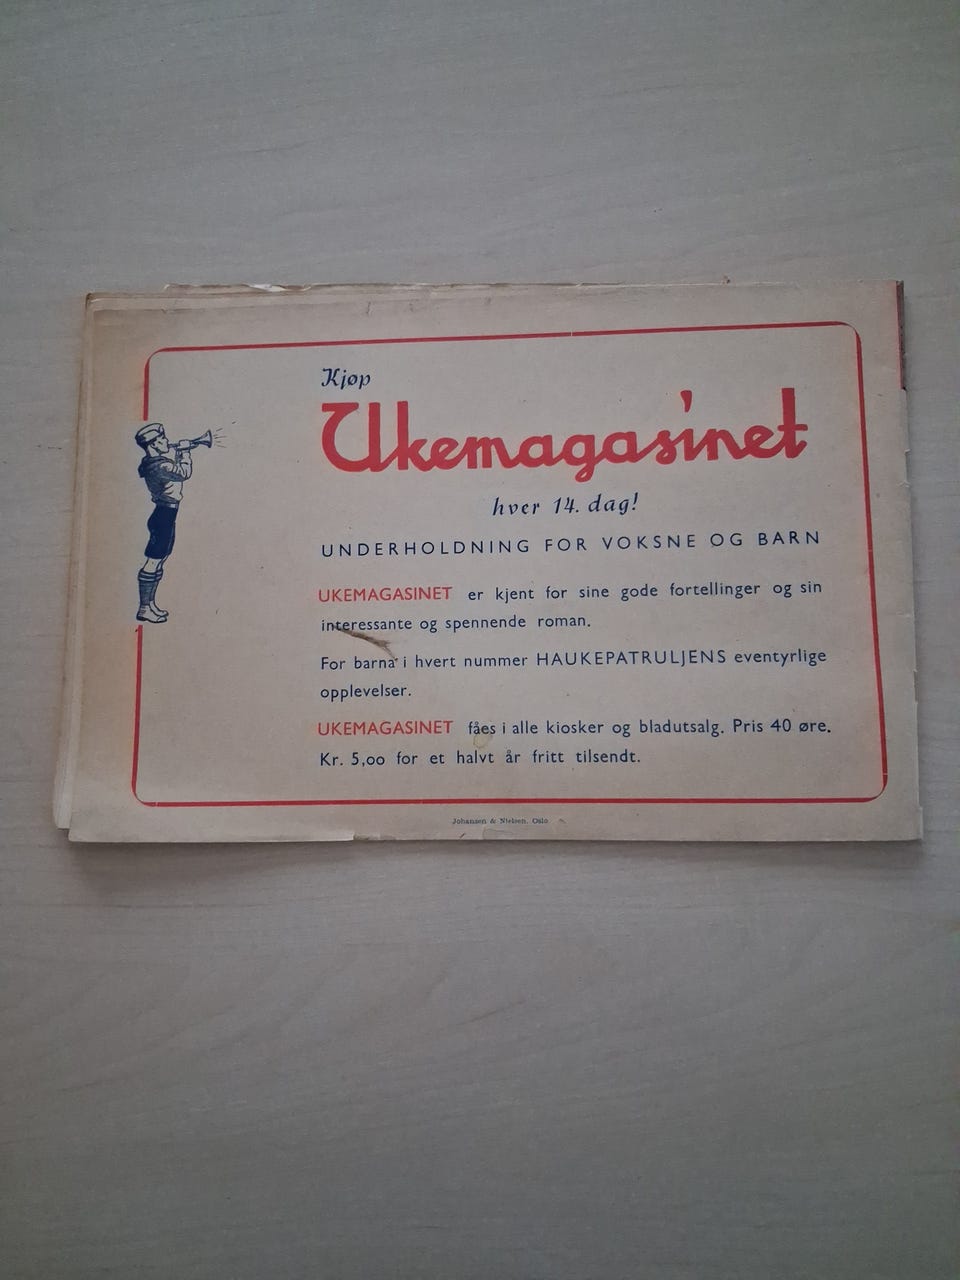 Kjøp
Ukemagasinet
hver 14. dag!
UNDERHOLDNING FOR VOKSNE OG BARN
UKEMAGASINET er kjent for sine gode fortellinger og sin
interessante og spennende roman.
For barna i hvert nummer HAUKEPATRULJENS eventyrlige
opplevelser.
UKEMAGASINET fåes i alle kiosker og bladutsalg. Pris 40 øre.
Kr. 5,00 for et halvt år fritt tilsendt.
Johansen & Nielsen, Oslo